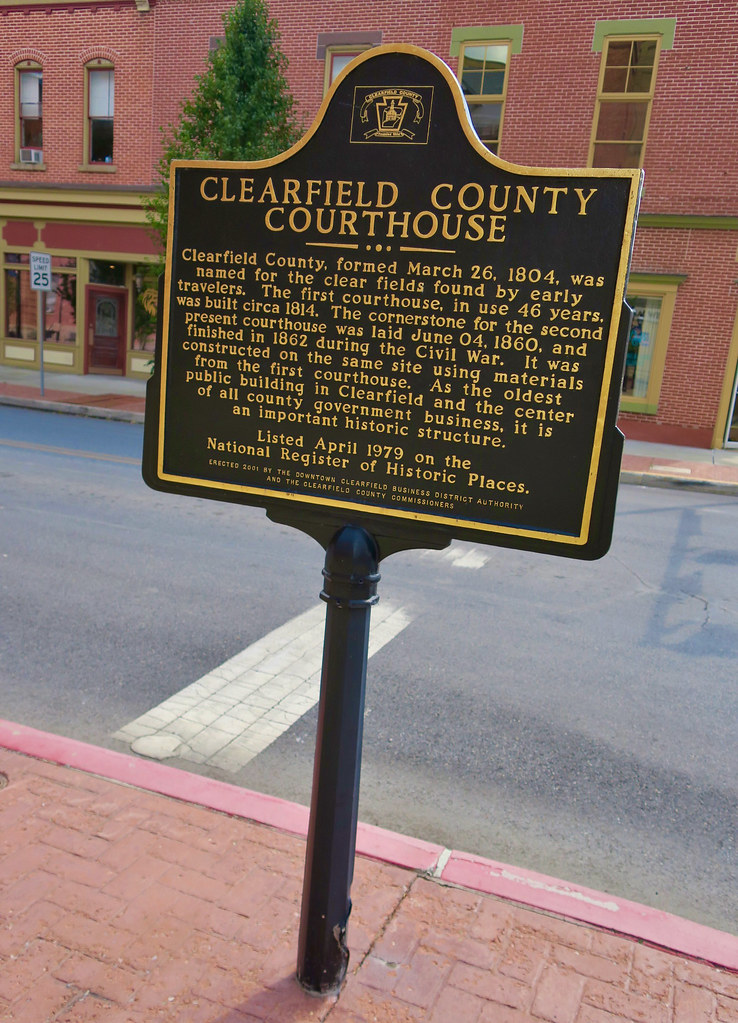 CLEARFIELD COUNTY
CLEARFIELD COUNTY
COURTHOUSE
Clearfield County, formed March 26, 1804, was
named for the clear fields found by early
travelers. The first courthouse, in use 46 years,
was built circa 1814. The cornerstone for the second
present courthouse was laid June 04, 1860, and
finished in 1862 during the Civil War. It was
constructed on the same site using materials
from the first courthouse. As the oldest
public building in Clearfield and the center
of all county government business, it is
an important historic structure.
Listed April 1979 on the
National Register of Historic Places.
ERECTED 2001 BY THE DOWNTOWN CLEARFIELD BUSINESS DISTRICT AUTHORITY
AND THE CLEARFIELD COUNTY COMMISSIONERS
SPEED
LIMIT
25